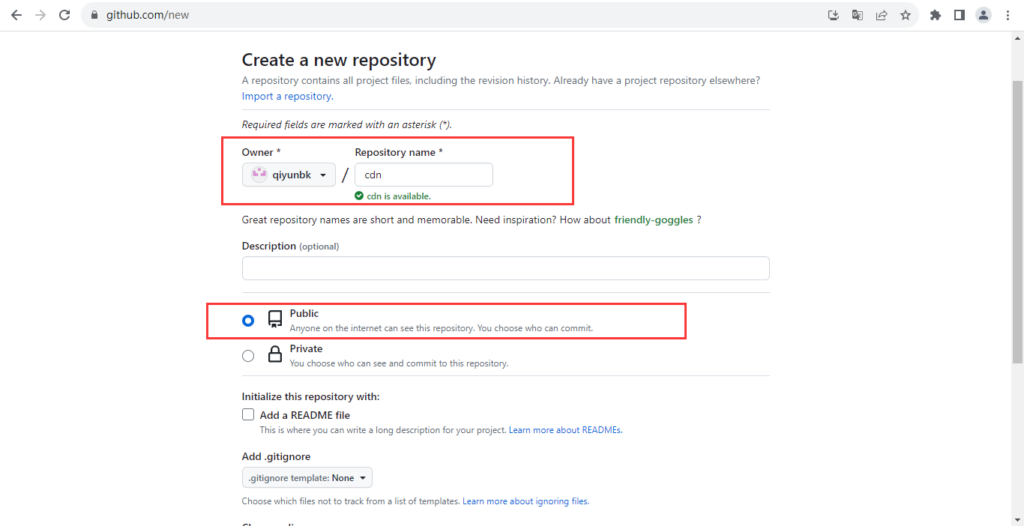 github.com/new
Create a new repository
A repository contains all project files, including the revision history. Already have a project repository elsewhere?
Import a repository.
Required fields are marked with an asterisk (*).
Owner * Repository name *
qiyunbk / cdn
cdn is available.
Great repository names are short and memorable. Need inspiration? How about friendly-goggles ?
Description (optional)
Public
Anyone on the internet can see this repository. You choose who can commit.
Private
You choose who can see and commit to this repository.
Initialize this repository with:
Add a README file
This is where you can write a long description for your project. Learn more about READMEs.
Add .gitignore
.gitignore template: None
Choose which files not to track from a list of templates. Learn more about ignoring files.